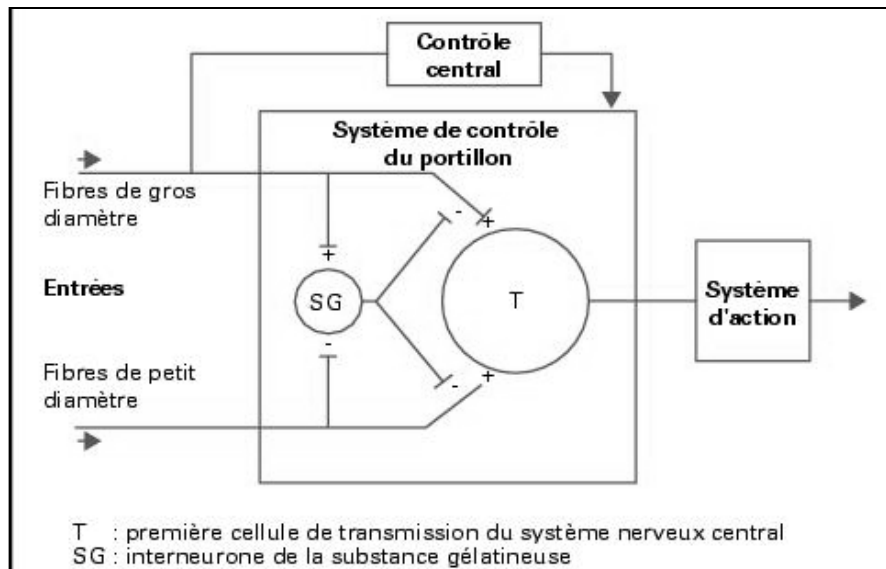 Contrôle
central
Système de contrôle
du portillon
Fibres de gros
diamètre
- +
+
Entrées
SG
T
Système
d'action
-
Fibres de petit
diamètre
- +
T : première cellule de transmission du système nerveux central
SG : interneurone de la substance gélatineuse